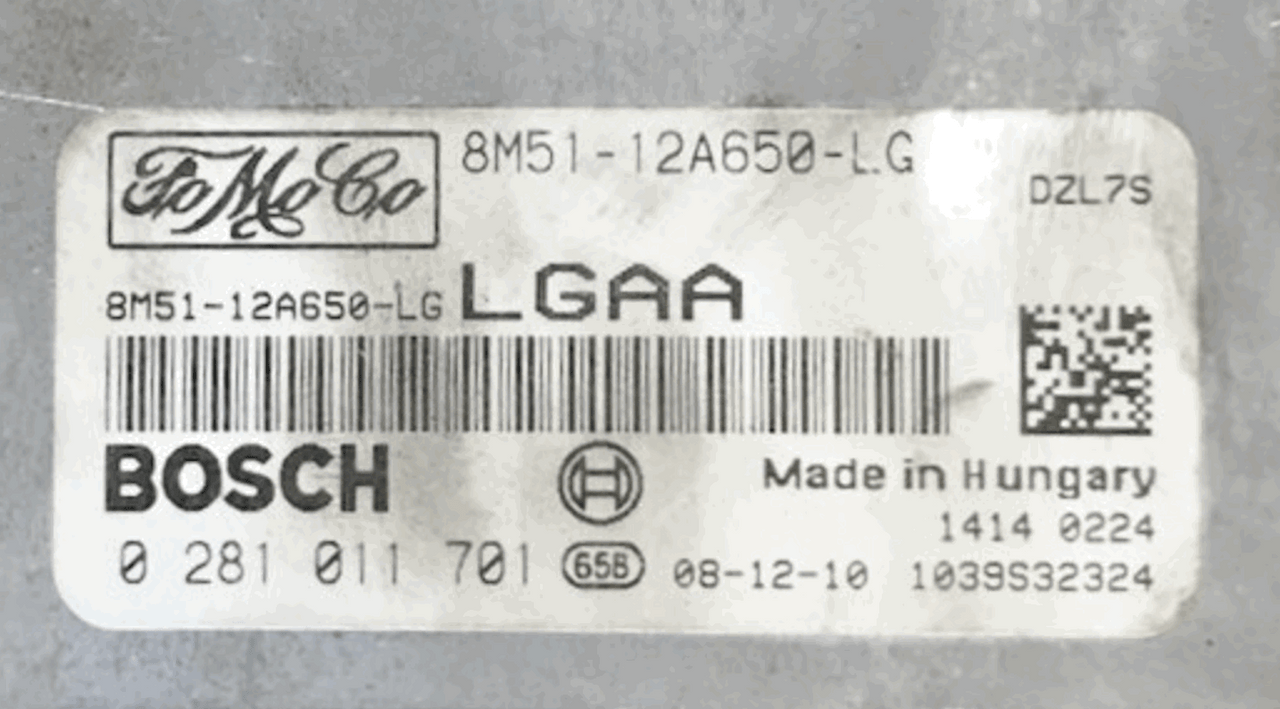 FoMoCo 8M51-12A650-LG
DZL7S
8M51-12A650-LG LGAA
BOSCH
Made in Hungary
1414 0224
0 281 011 701 65B 08-12-10 1039S32324